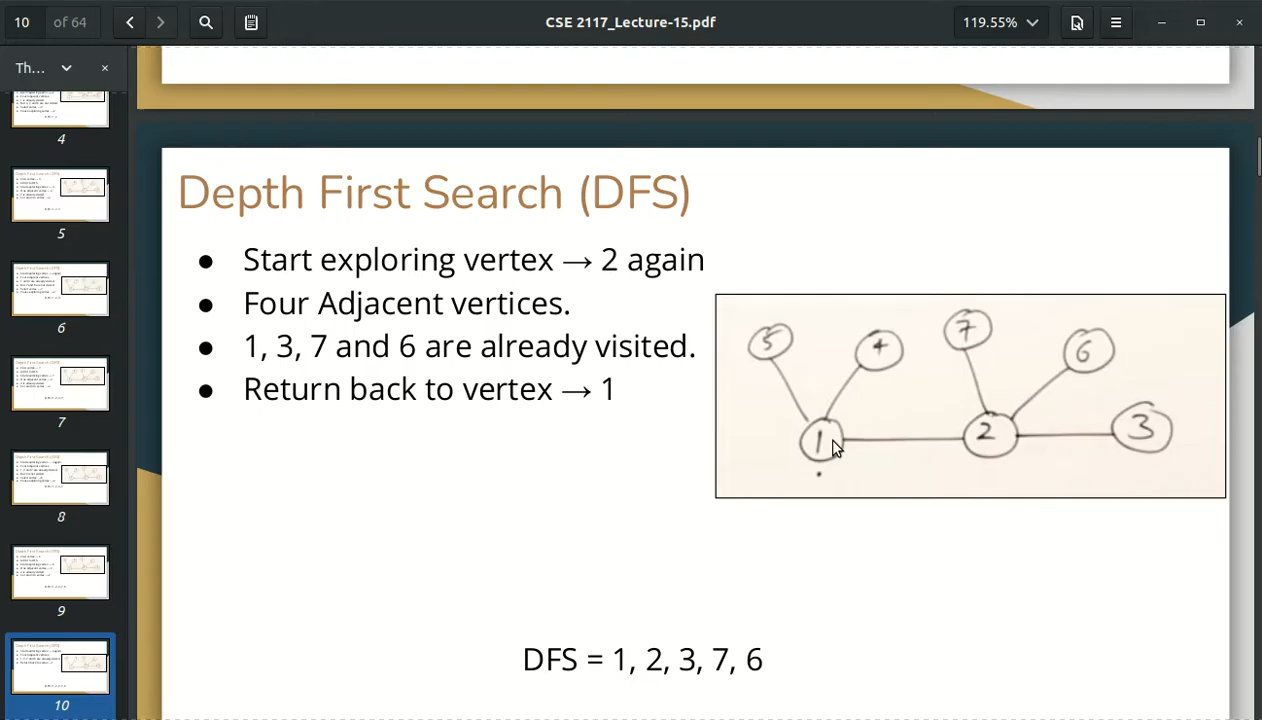 10 of 64
CSE 2117_Lecture-15.pdf
119.55%
Th...
4
5
6
7
8
9
10
Depth First Search (DFS)
● Start exploring vertex → 2 again
● Four Adjacent vertices.
● 1, 3, 7 and 6 are already visited.
● Return back to vertex → 1
5 4 7 6
1 2 3
DFS = 1, 2, 3, 7, 6